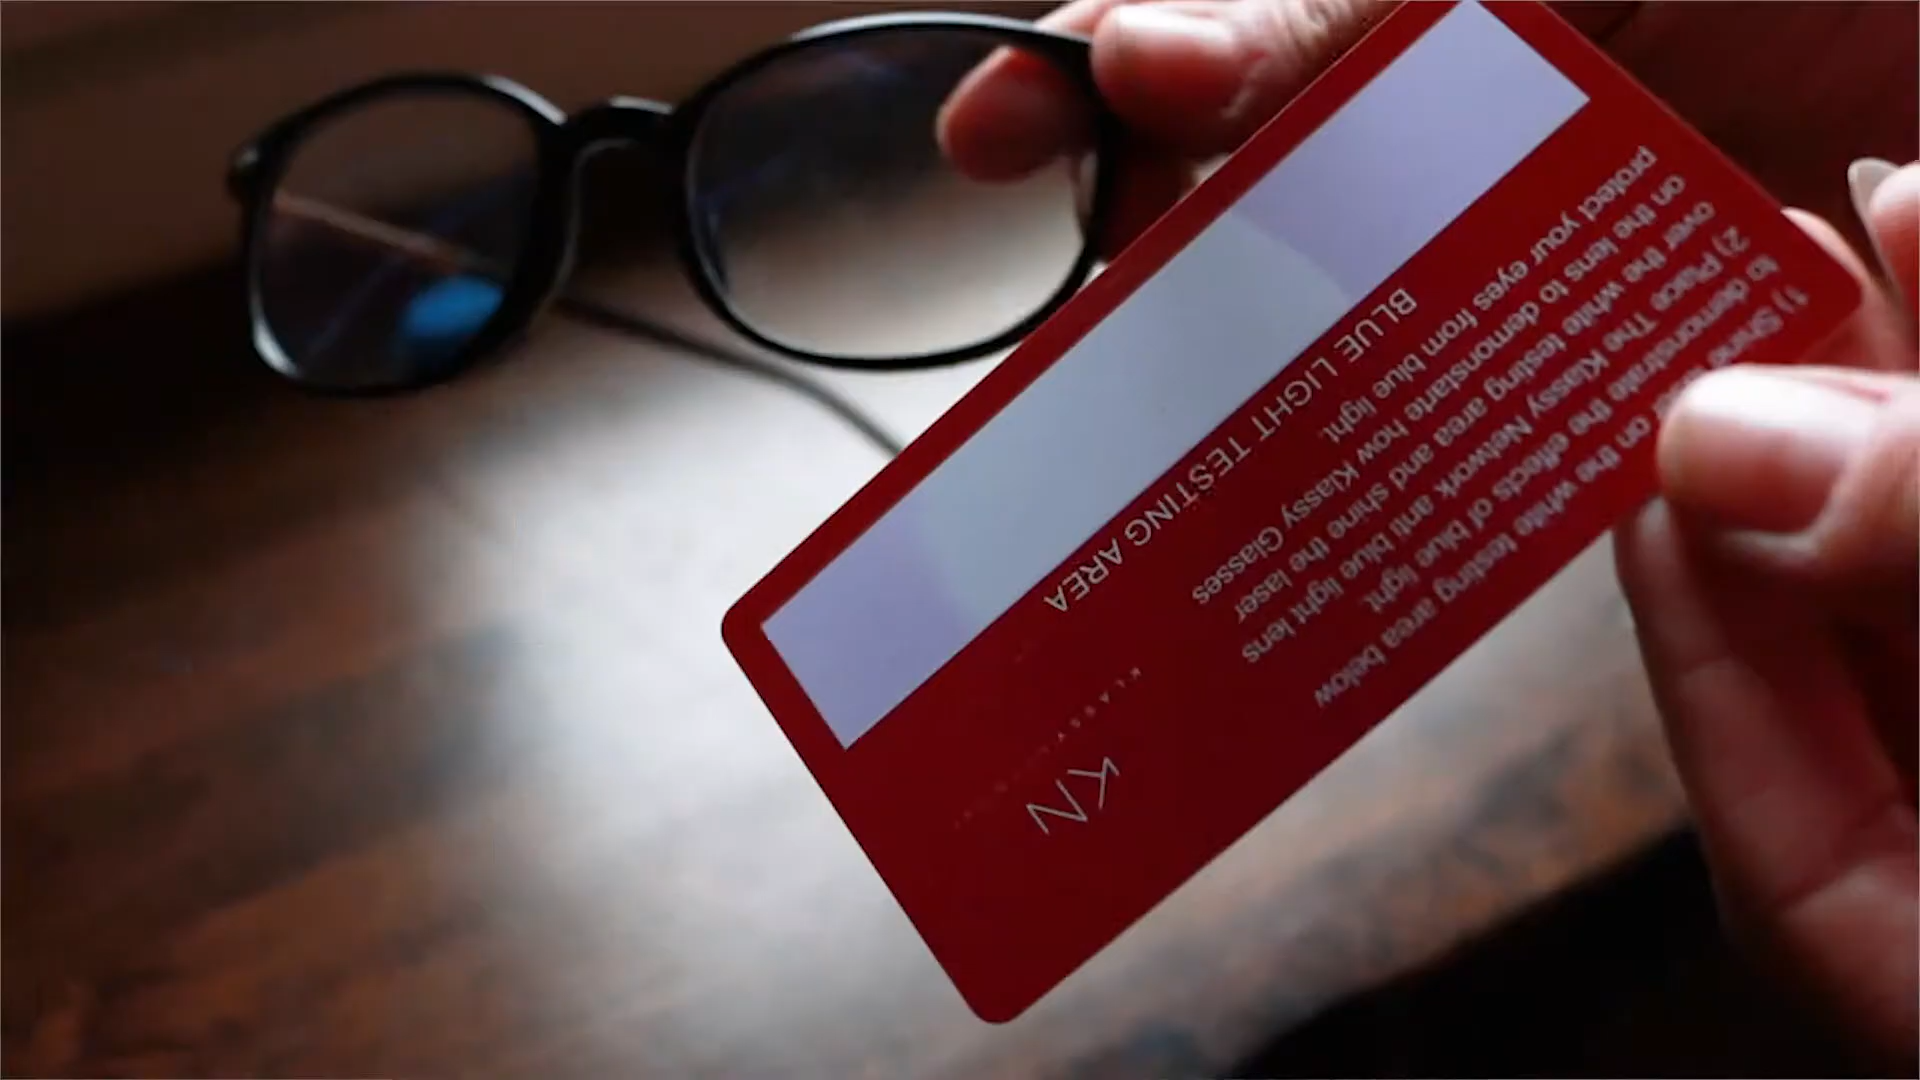 1) Shine on the white testing area below
to demonstrate the effects of blue light.
2) Place The Klassy Network anti blue light lens
over the white testing area and shine the laser
on the lens to demonstarte how Klassy Glasses
protect your eyes from blue light.
BLUE LIGHT TESTING AREA
KN
KLASSY